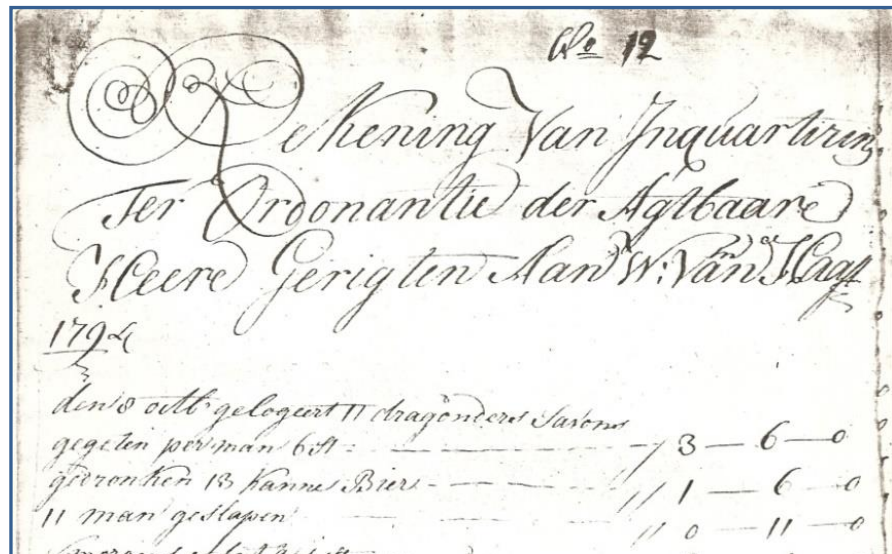 No 12
Rekening Van Inquartiren
Ter Ordonantie der Agtbaare
Heere Gerigten Aan W: Van Haaft
1794
den 8 octb gelogeert 11 dragonders savons
gegeten per man 6 st - 3 - 6 - 0
gedronken 13 kannes Bier - // 1 - 6 - 0
11 man geslapen // 0 - 11 - 0